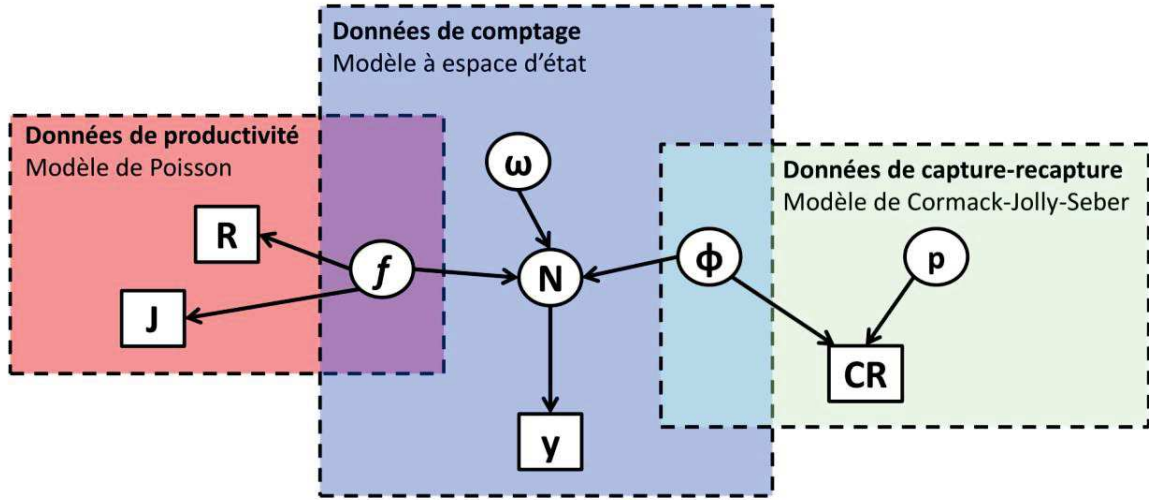 Données de comptage
Modèle à espace d'état
Données de productivité
Modèle de Poisson
Données de capture-recapture
Modèle de Cormack-Jolly-Seber
ω
R
f
N
ϕ
p
J
CR
y